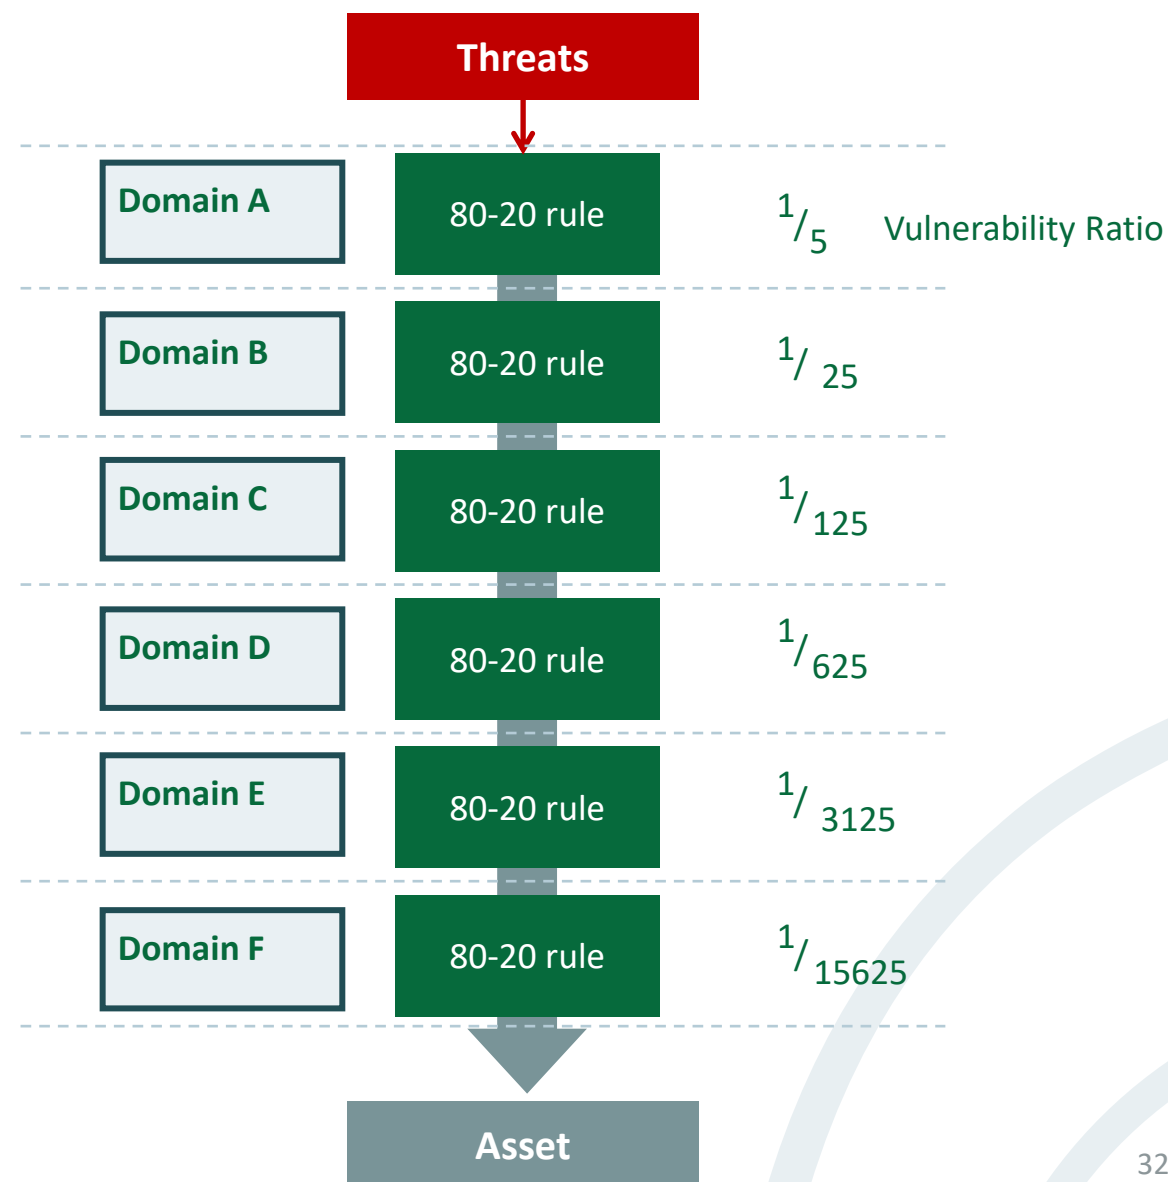 Threats
Domain A
80-20 rule
1/5
Vulnerability Ratio
Domain B
80-20 rule
1/ 25
Domain C
80-20 rule
1/125
Domain D
80-20 rule
1/625
Domain E
80-20 rule
1/ 3125
Domain F
80-20 rule
1/15625
Asset
32